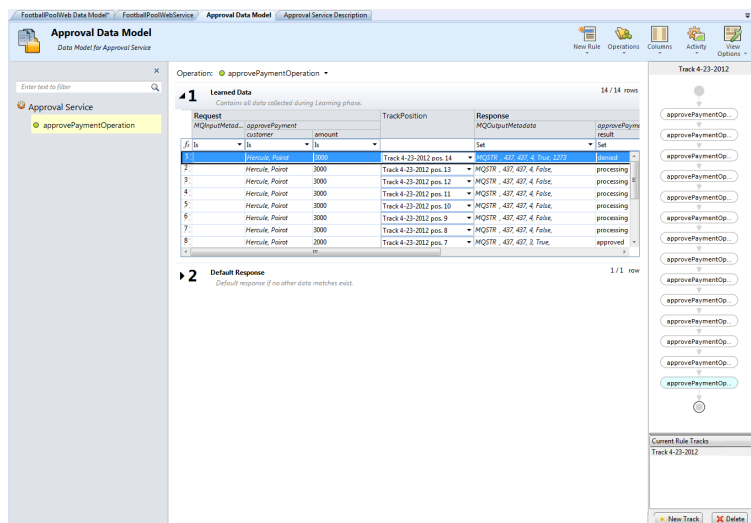 FootballPoolWeb Data Model* FootballPoolWebService Approval Data Model Approval Service Description
Approval Data Model
Data Model for Approval Service
New Rule Operations Columns Activity View Options
×
Enter text to filter
Approval Service
approvePaymentOperation
Operation: approvePaymentOperation
1 Learned Data 14 / 14 rows
Contains all data collected during Learning phase.
Request TrackPosition Response
MQInputMetad... approvePayment MQOutputMetadata approvePayme
customer amount result
fx Is Is Is Set Set
1 Hercule, Poirot 3000 Track 4-23-2012 pos. 14 MQSTR , 437, 437, 4, True, 1273 denied
2 Hercule, Poirot 3000 Track 4-23-2012 pos. 13 MQSTR , 437, 437, 4, False, processing
3 Hercule, Poirot 3000 Track 4-23-2012 pos. 12 MQSTR , 437, 437, 4, False, processing
4 Hercule, Poirot 3000 Track 4-23-2012 pos. 11 MQSTR , 437, 437, 4, False, processing
5 Hercule, Poirot 3000 Track 4-23-2012 pos. 10 MQSTR , 437, 437, 4, False, processing
6 Hercule, Poirot 3000 Track 4-23-2012 pos. 9 MQSTR , 437, 437, 4, False, processing
7 Hercule, Poirot 3000 Track 4-23-2012 pos. 8 MQSTR , 437, 437, 4, False, processing
8 Hercule, Poirot 2000 Track 4-23-2012 pos. 7 MQSTR , 437, 437, 3, True, approved
2 Default Response 1 / 1 row
Default response if no other data matches exist.
Track 4-23-2012
approvePaymentOp...
approvePaymentOp...
approvePaymentOp...
approvePaymentOp...
approvePaymentOp...
approvePaymentOp...
approvePaymentOp...
approvePaymentOp...
approvePaymentOp...
approvePaymentOp...
approvePaymentOp...
approvePaymentOp...
approvePaymentOp...
approvePaymentOp...
Current Rule Tracks
Track 4-23-2012
New Track Delete